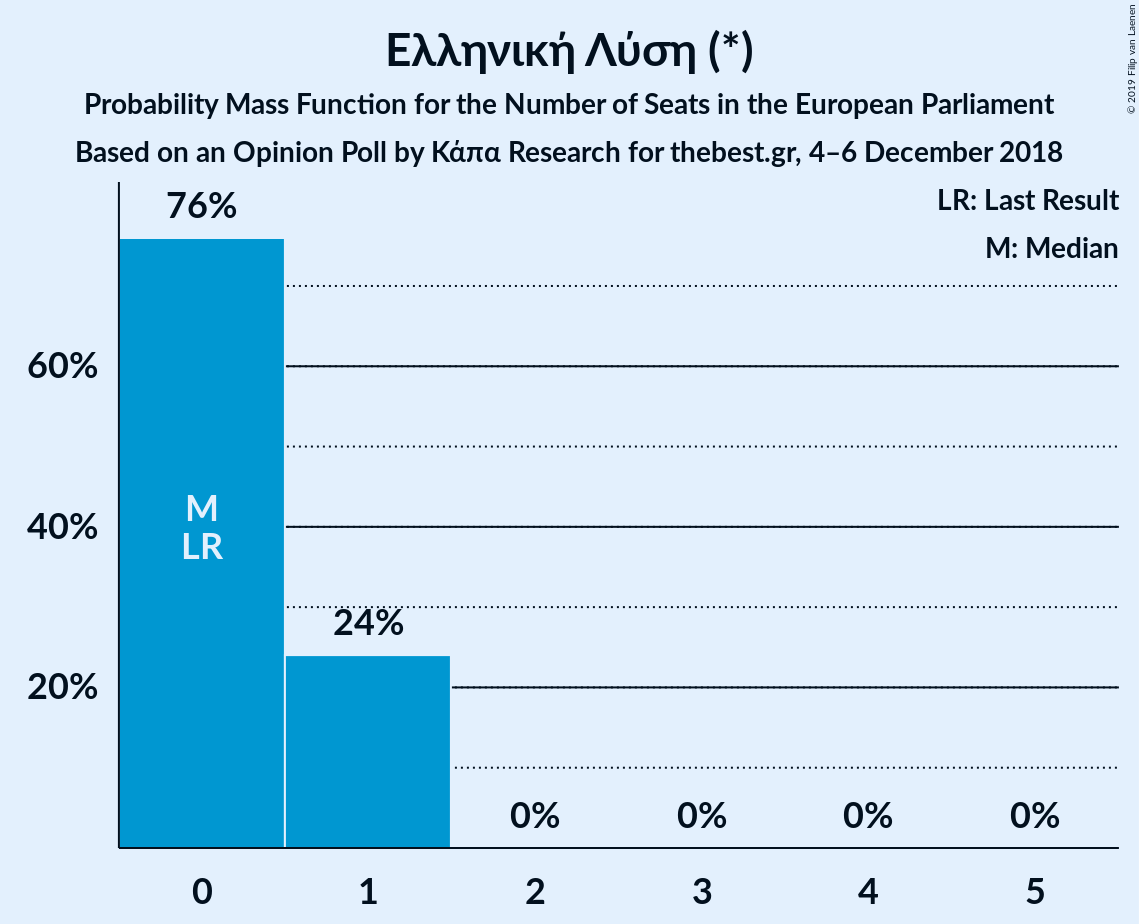 Ελληνική Λύση (*)
Probability Mass Function for the Number of Seats in the European Parliament
Based on an Opinion Poll by Κάπα Research for thebest.gr, 4–6 December 2018
© 2019 Filip van Laenen
LR: Last Result
M: Median
76%
60%
M
40%
LR
24%
20%
0% 0% 0% 0%
0 1 2 3 4 5